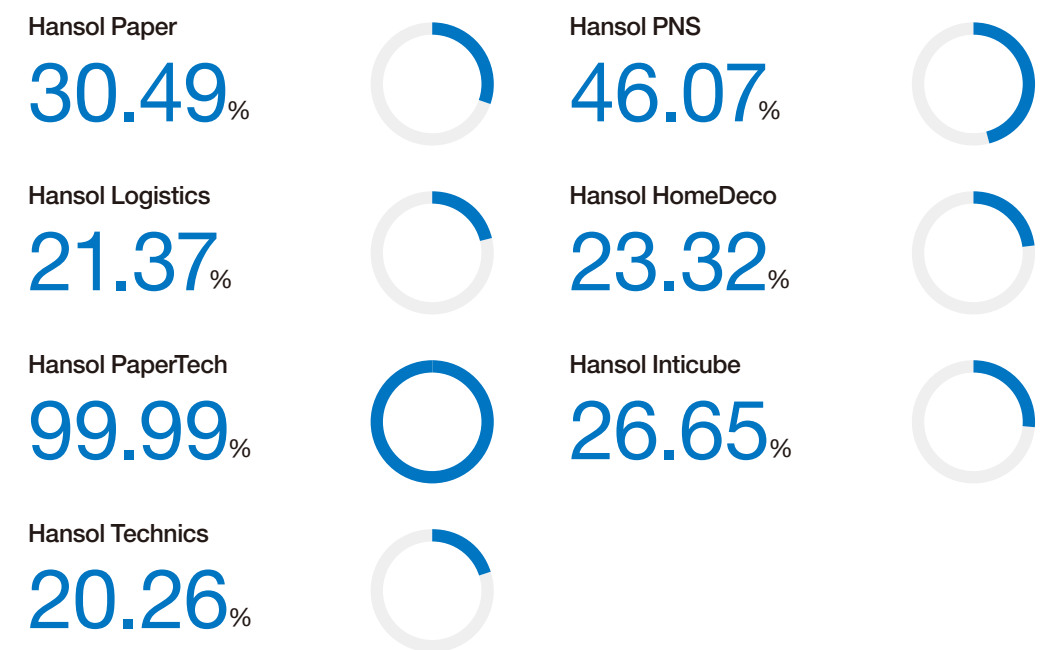 Hansol Paper
30.49%
Hansol PNS
46.07%
Hansol Logistics
21.37%
Hansol HomeDeco
23.32%
Hansol PaperTech
99.99%
Hansol Inticube
26.65%
Hansol Technics
20.26%